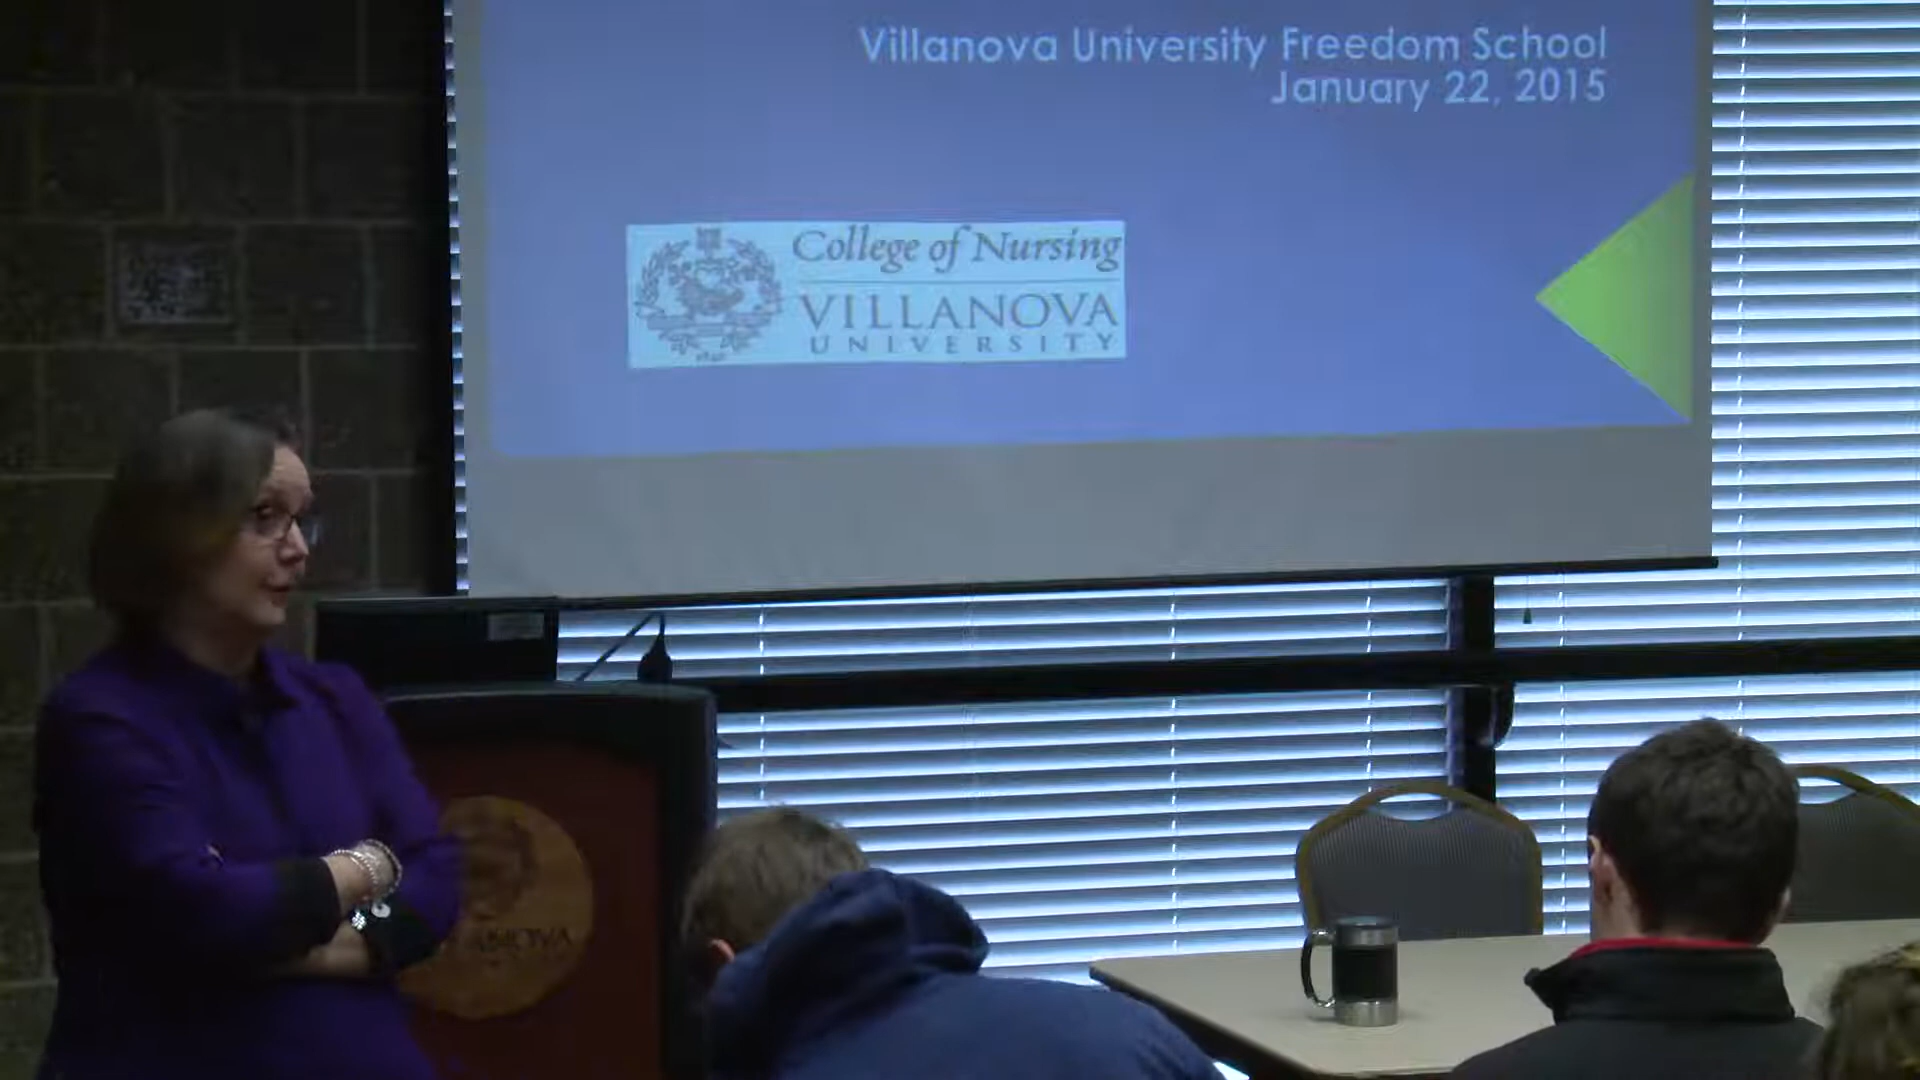 Villanova University Freedom School
January 22, 2015
College of Nursing
VILLANOVA
UNIVERSITY